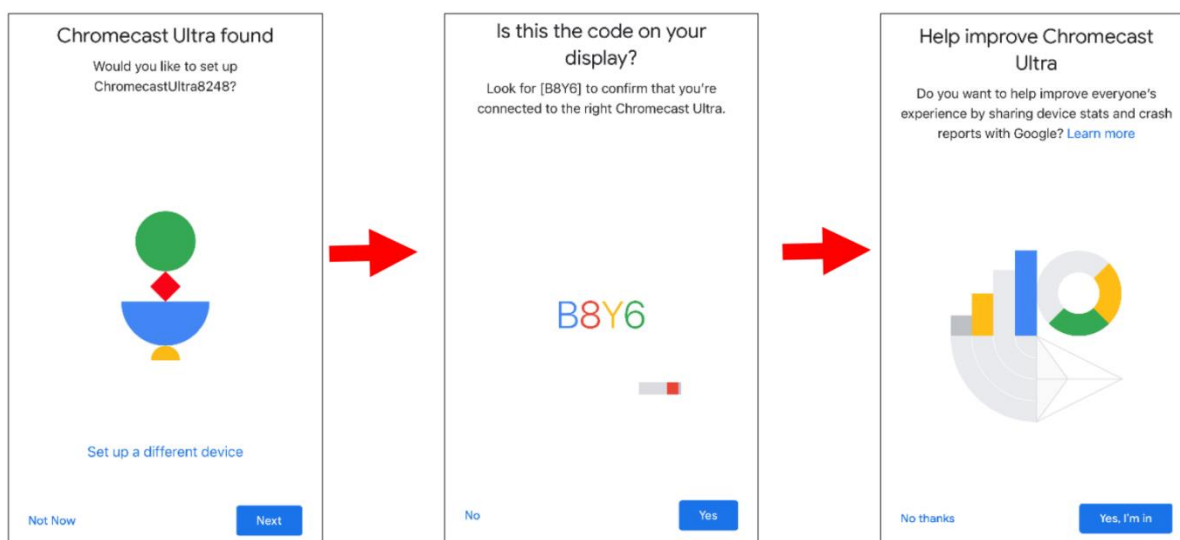 Chromecast Ultra found
Would you like to set up
ChromecastUltra8248?
Set up a different device
Not Now
Next
Is this the code on your
display?
Look for [B8Y6] to confirm that you're
connected to the right Chromecast Ultra.
B8Y6
No
Yes
Help improve Chromecast
Ultra
Do you want to help improve everyone's
experience by sharing device stats and crash
reports with Google? Learn more
No thanks
Yes, I'm in